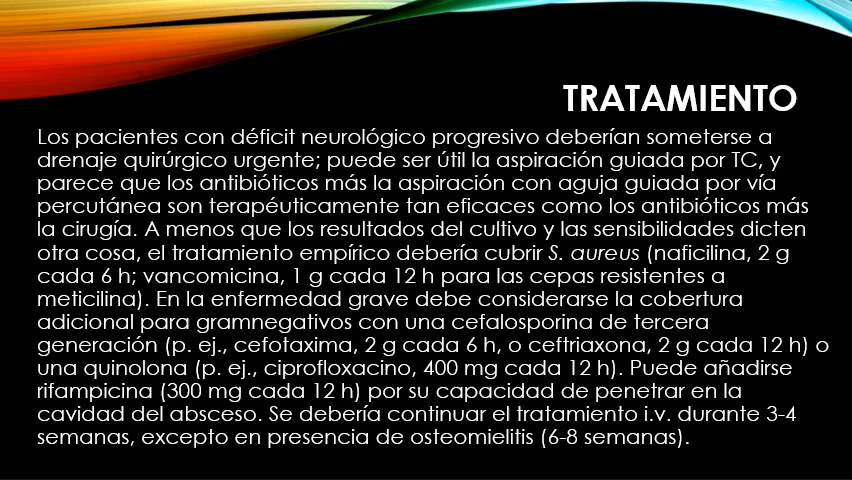 TRATAMIENTO
Los pacientes con déficit neurológico progresivo deberían someterse a
drenaje quirúrgico urgente; puede ser útil la aspiración guiada por TC, y
parece que los antibióticos más la aspiración con aguja guiada por vía
percutánea son terapéuticamente tan eficaces como los antibióticos más
la cirugía. A menos que los resultados del cultivo y las sensibilidades dicten
otra cosa, el tratamiento empírico debería cubrir S. aureus (naficilina, 2 g
cada 6 h; vancomicina, 1 g cada 12 h para las cepas resistentes a
meticilina). En la enfermedad grave debe considerarse la cobertura
adicional para gramnegativos con una cefalosporina de tercera
generación (p. ej., cefotaxima, 2 g cada 6 h, o ceftriaxona, 2 g cada 12 h) o
una quinolona (p. ej., ciprofloxacino, 400 mg cada 12 h). Puede añadirse
rifampicina (300 mg cada 12 h) por su capacidad de penetrar en la
cavidad del absceso. Se debería continuar el tratamiento i.v. durante 3-4
semanas, excepto en presencia de osteomielitis (6-8 semanas).